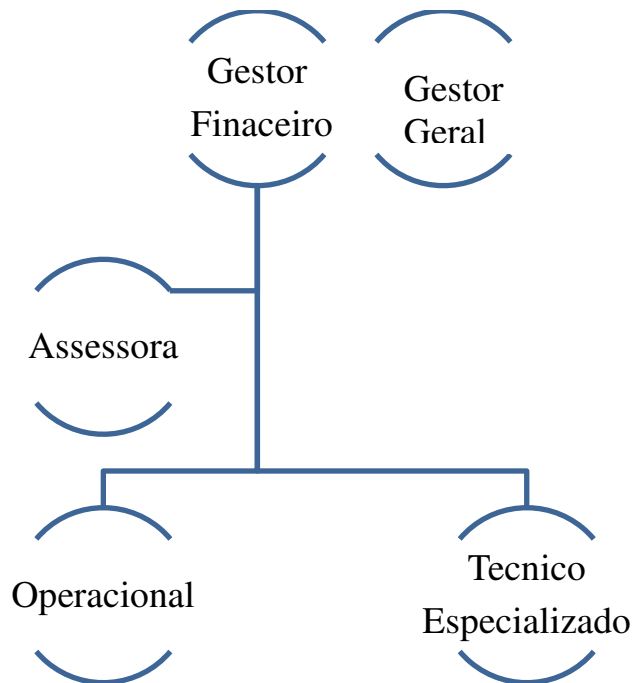 Gestor
Finaceiro
Gestor
Geral
Assessora
Operacional
Tecnico
Especializado